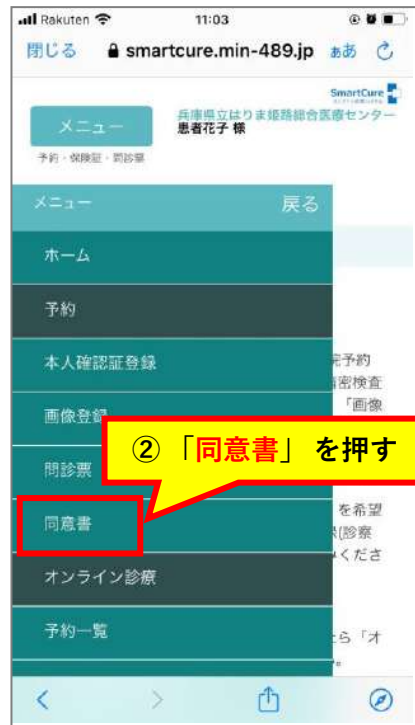 Rakuten 11:03
閉じる smartcure.min-489.jp ぁあ
SmartCure
メニュー
兵庫県立はりま姫路総合医療センター
患者花子 様
予約・保険証・問診票
メニュー 戻る
ホーム
予約
本人確認証登録
院予約
精密検査
画像登録
「画像
② 「同意書」 を押す
問診票
を希望
同意書
(診察
ください
オンライン診療
予約一覧
ら「オ